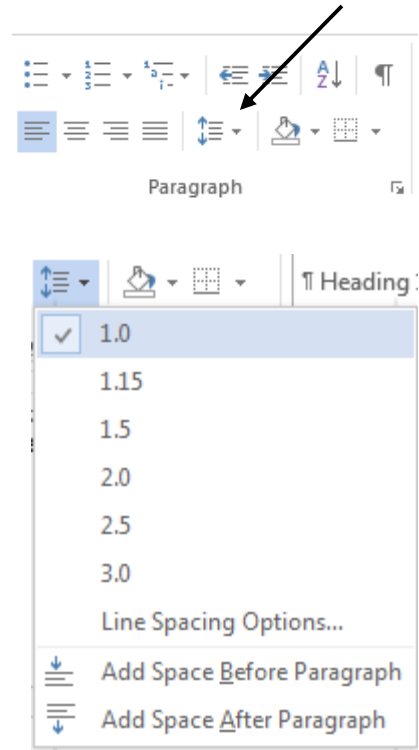 Paragraph
¶ Heading
1.0
1.15
1.5
2.0
2.5
3.0
Line Spacing Options...
Add Space Before Paragraph
Add Space After Paragraph